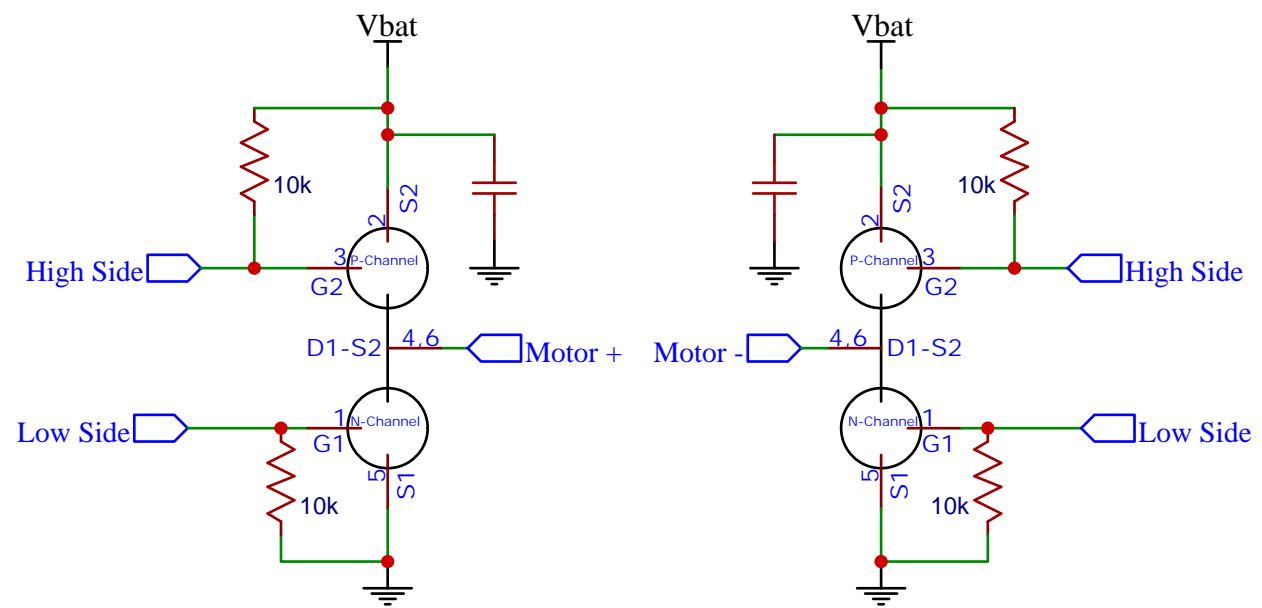 Vbat
Vbat
S2
S2
10k
10k
2
2
3
P-Channel
P-Channel
3
High Side
G2
G2
High Side
D1-S2
4,6
Motor +
Motor -
4,6
D1-S2
1
N-Channel
N-Channel
1
Low Side
G1
G1
Low Side
5
S1
5
S1
10k
10k